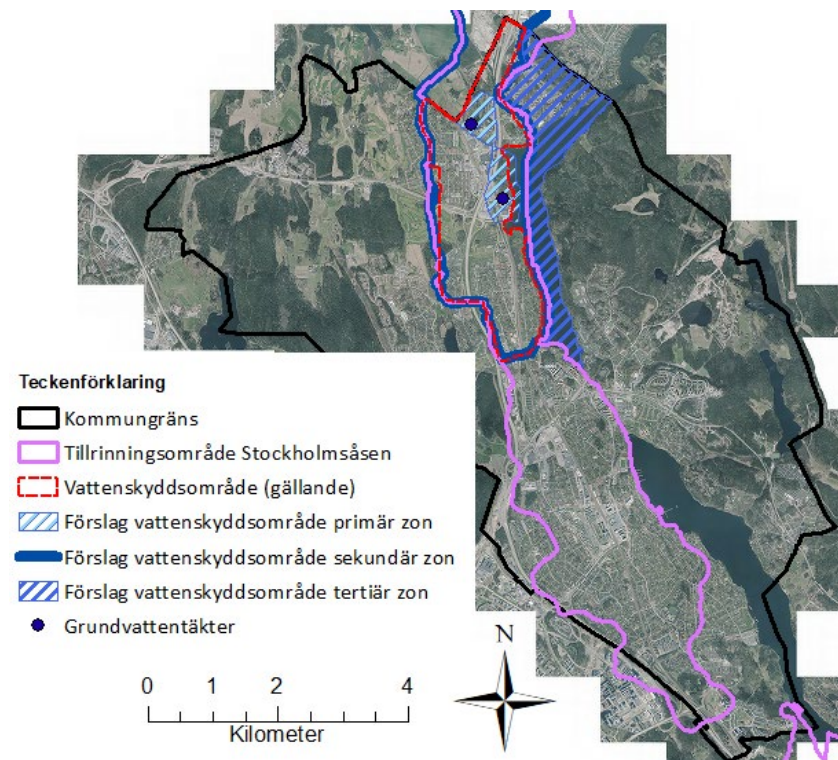 Teckenförklaring
Kommungräns
Tillrinningsområde Stockholmsåsen
Vattenskyddsområde (gällande)
Förslag vattenskyddsområde primär zon
Förslag vattenskyddsområde sekundär zon
Förslag vattenskyddsområde tertiär zon
Grundvattentäkter
N
0 1 2 4
Kilometer